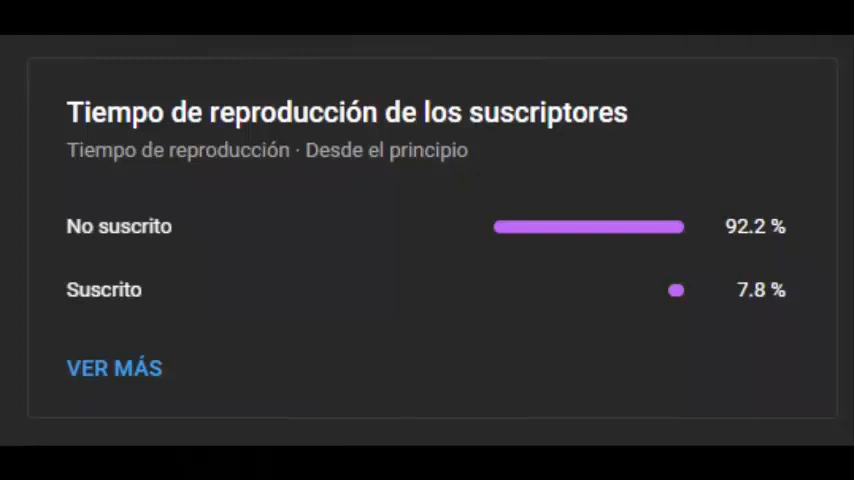 Tiempo de reproducción de los suscriptores
Tiempo de reproducción · Desde el principio
No suscrito 92.2 %
Suscrito 7.8 %
VER MÁS